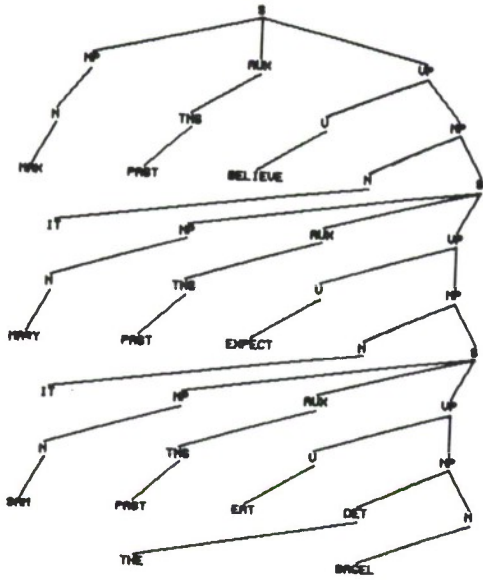 S
NP AUX VP
N TNS V NP
MAX PAST BELIEVE N S
IT NP AUX VP
N TNS V NP
MARY PAST EXPECT N S
IT NP AUX VP
N TNS V NP
SAM PAST EAT DET N
THE BAGEL